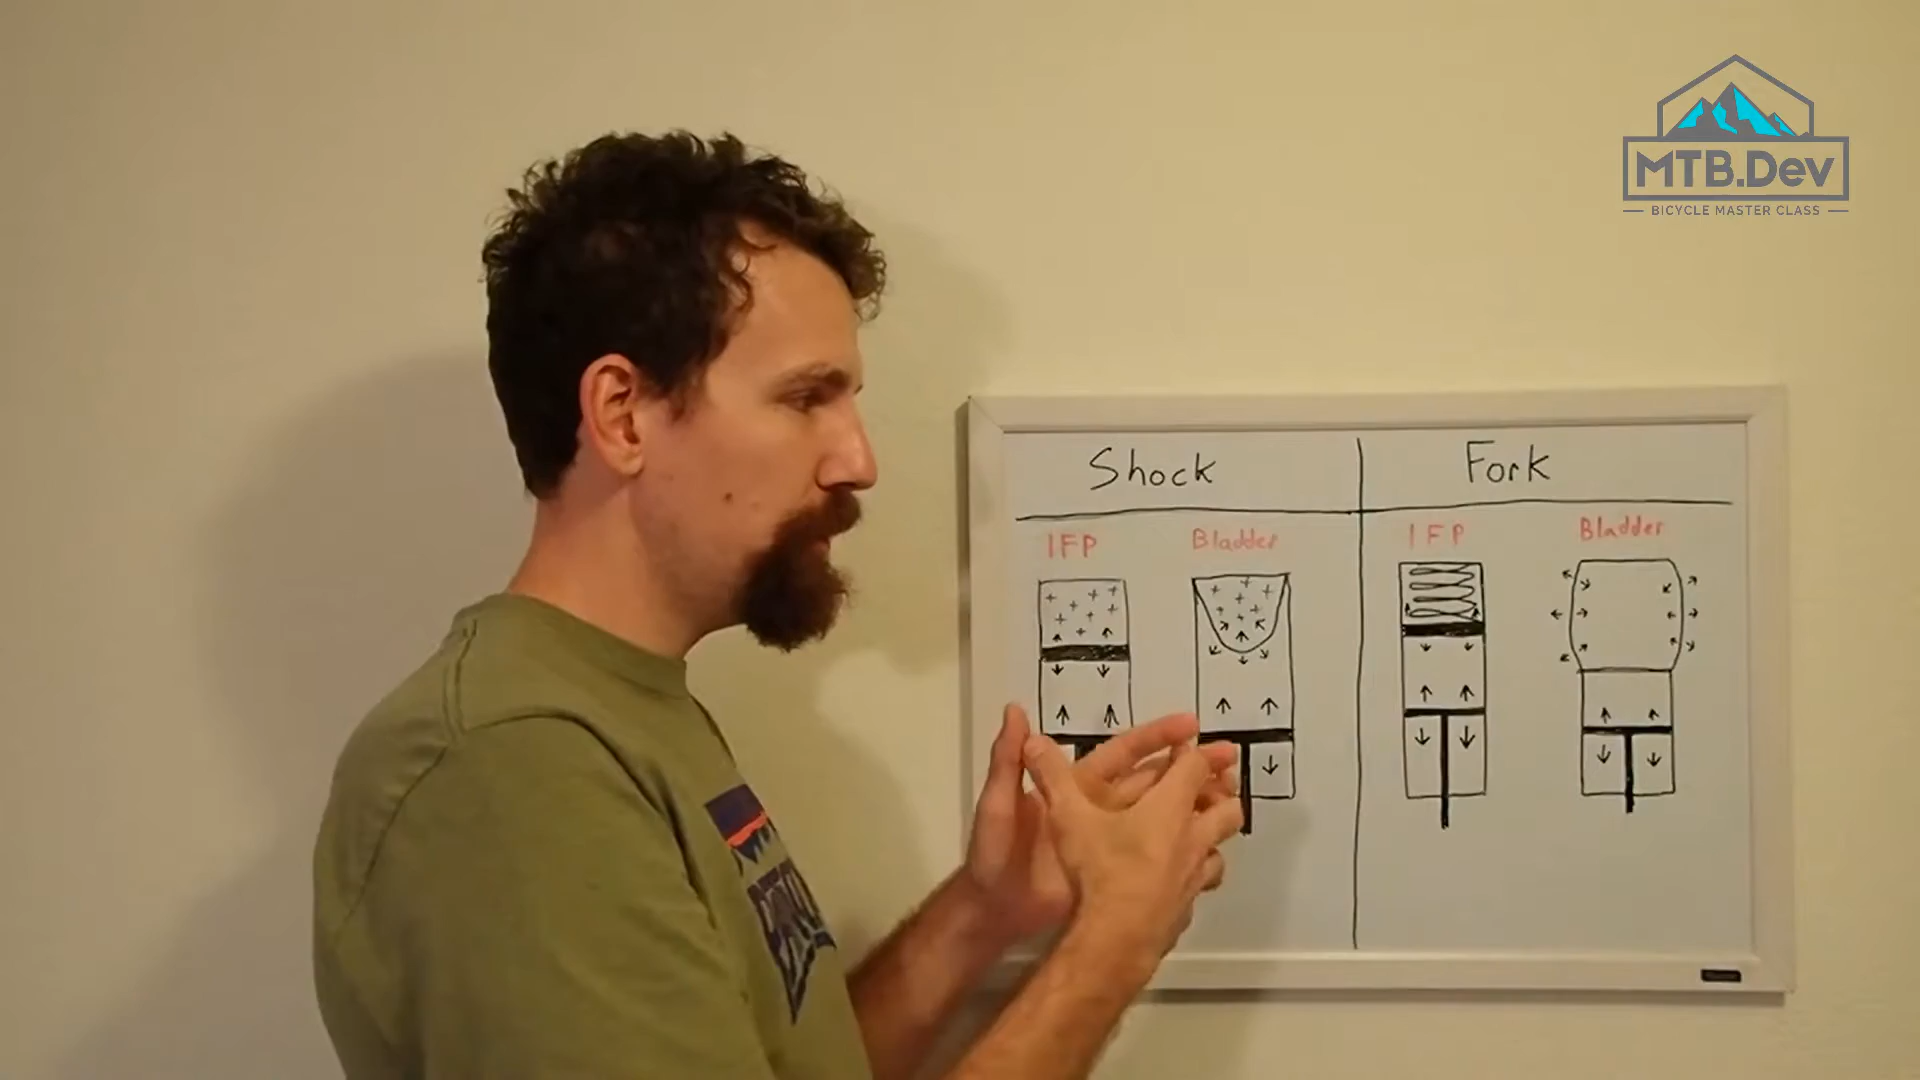 MTB.Dev
BICYCLE MASTER CLASS
Shock
Fork
IFP
Bladder
IFP
Bladder